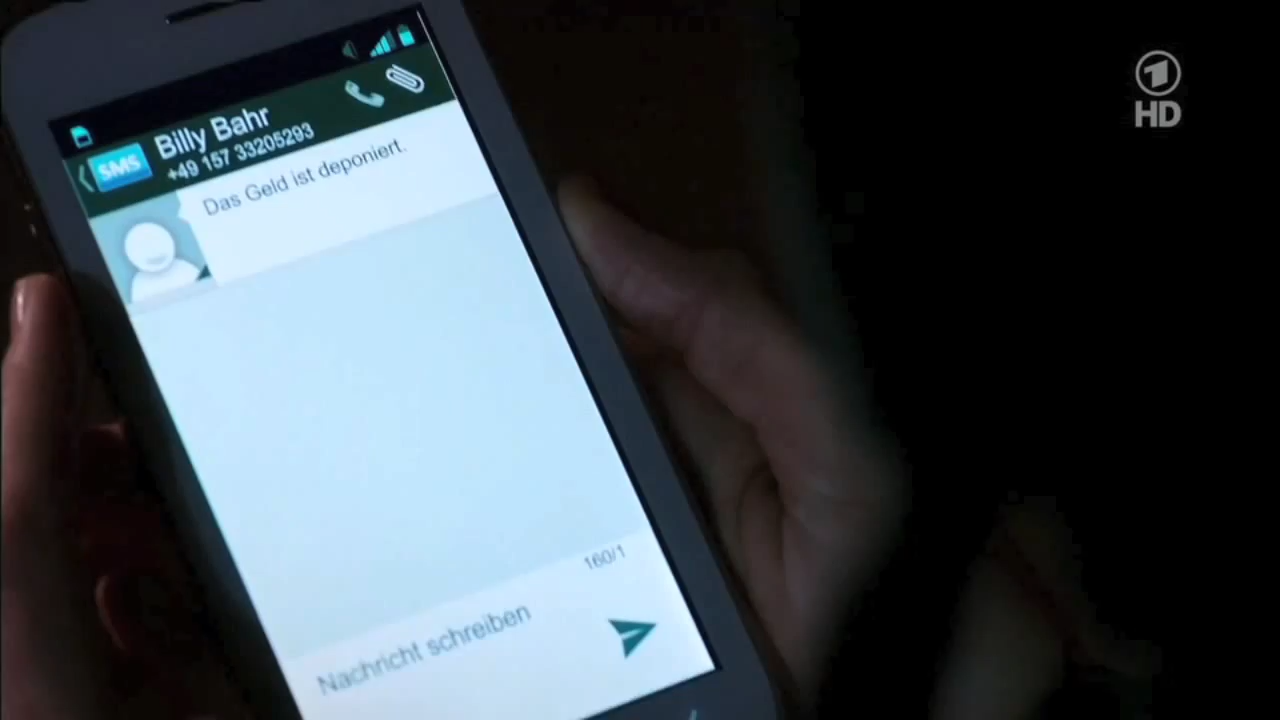 1
HD
SMS
Billy Bahr
+49 157 33205293
Das Geld ist deponiert.
160/1
Nachricht schreiben